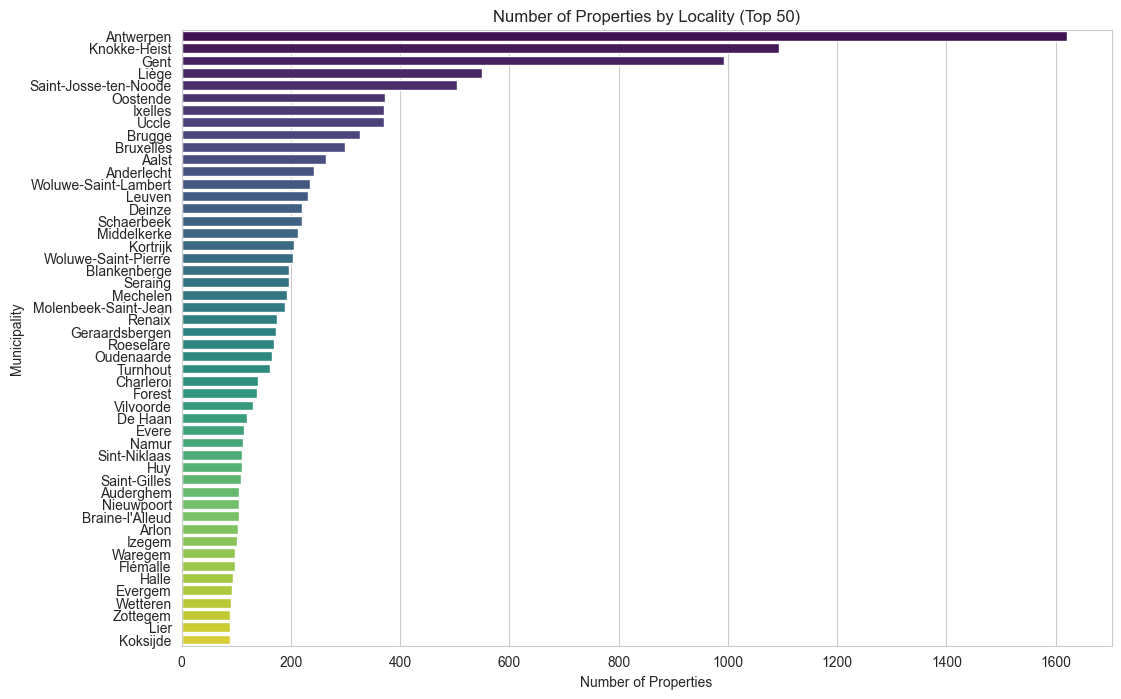 Number of Properties by Locality (Top 50)
Municipality
Antwerpen
Knokke-Heist
Gent
Liège
Saint-Josse-ten-Noode
Oostende
Ixelles
Uccle
Brugge
Bruxelles
Aalst
Anderlecht
Woluwe-Saint-Lambert
Leuven
Deinze
Schaerbeek
Middelkerke
Kortrijk
Woluwe-Saint-Pierre
Blankenberge
Seraing
Mechelen
Molenbeek-Saint-Jean
Renaix
Geraardsbergen
Roeselare
Oudenaarde
Turnhout
Charleroi
Forest
Vilvoorde
De Haan
Evere
Namur
Sint-Niklaas
Huy
Saint-Gilles
Auderghem
Nieuwpoort
Braine-l'Alleud
Arlon
Izegem
Waregem
Flémalle
Halle
Evergem
Wetteren
Zottegem
Lier
Koksijde
0 200 400 600 800 1000 1200 1400 1600
Number of Properties